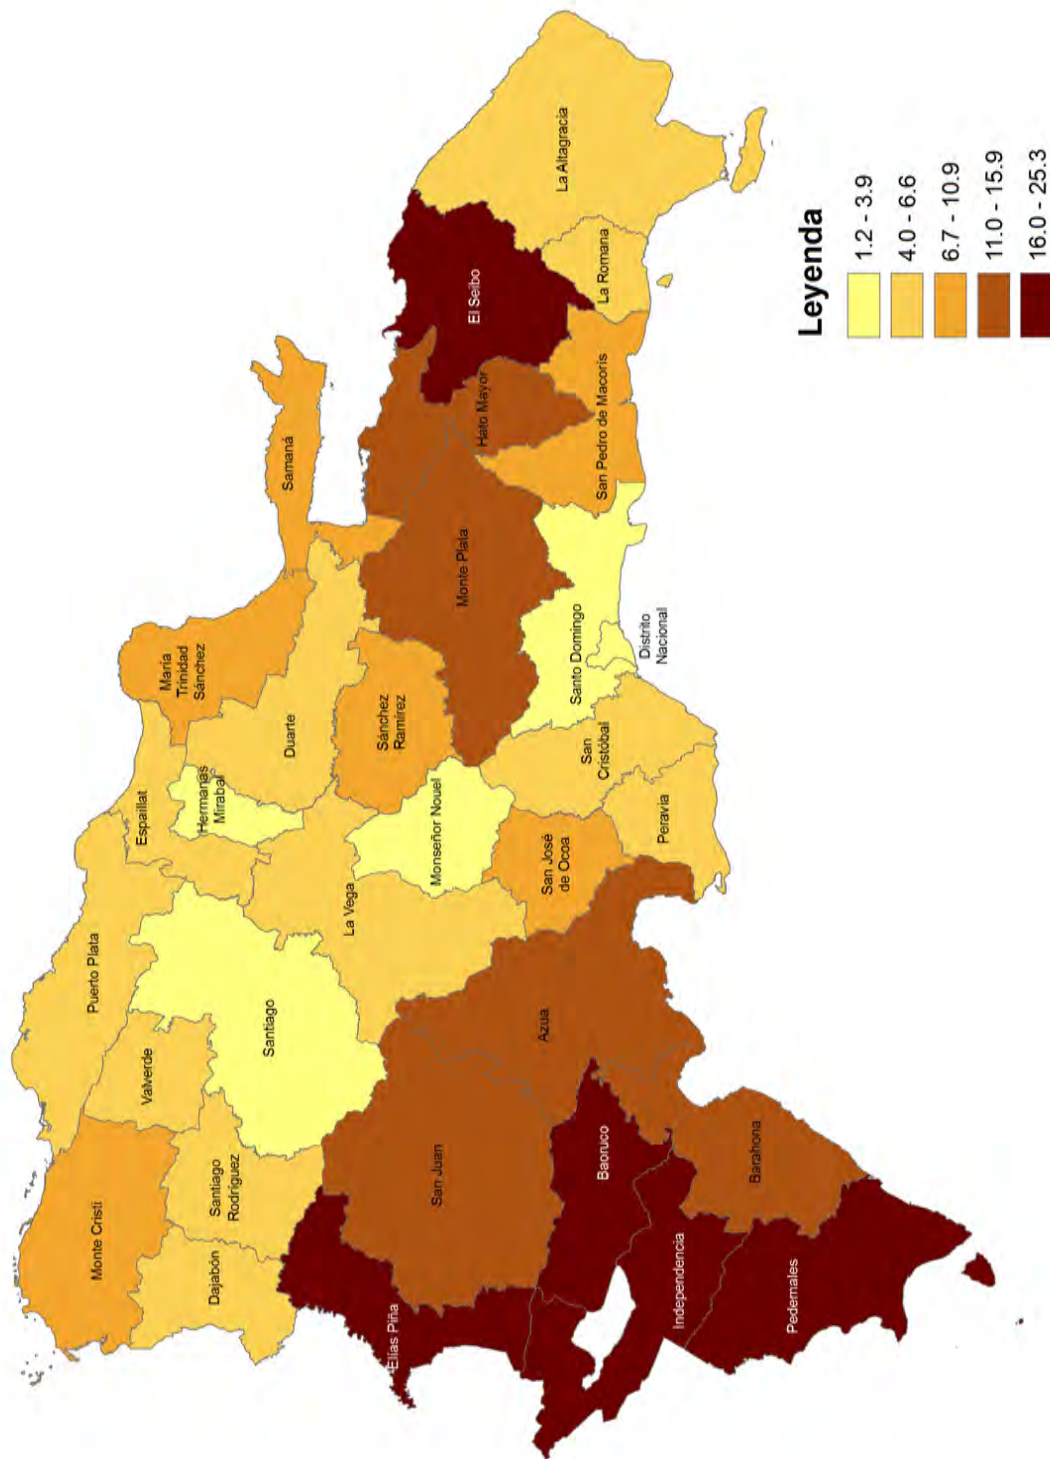 Puerto Plata
Monte Cristi
Valverde
Espaillat
María
Trinidad
Sánchez
Samaná
Dajabón
Santiago
Rodríguez
Santiago
Hermanas
Mirabal
Duarte
La Vega
Sánchez
Ramírez
Elías Piña
San Juan
Monseñor Nouel
Monte Plata
Hato Mayor
El Seibo
La Altagracia
Azua
San José
de Ocoa
San
Cristóbal
Santo Domingo
San Pedro de Macorís
La Romana
Baoruco
Peravia
Distrito
Nacional
Independencia
Barahona
Pedernales
Leyenda
1.2 - 3.9
4.0 - 6.6
6.7 - 10.9
11.0 - 15.9
16.0 - 25.3